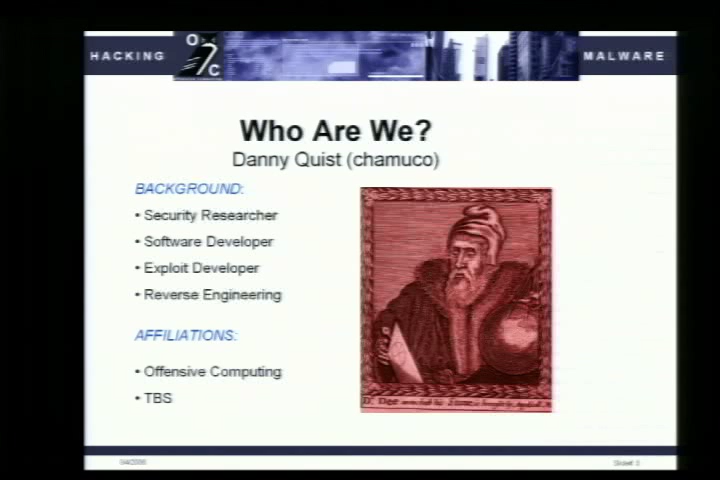 HACKING
O
C
MALWARE
Who Are We?
Danny Quist (chamuco)
BACKGROUND:
• Security Researcher
• Software Developer
• Exploit Developer
• Reverse Engineering
AFFILIATIONS:
• Offensive Computing
• TBS
D. Dee